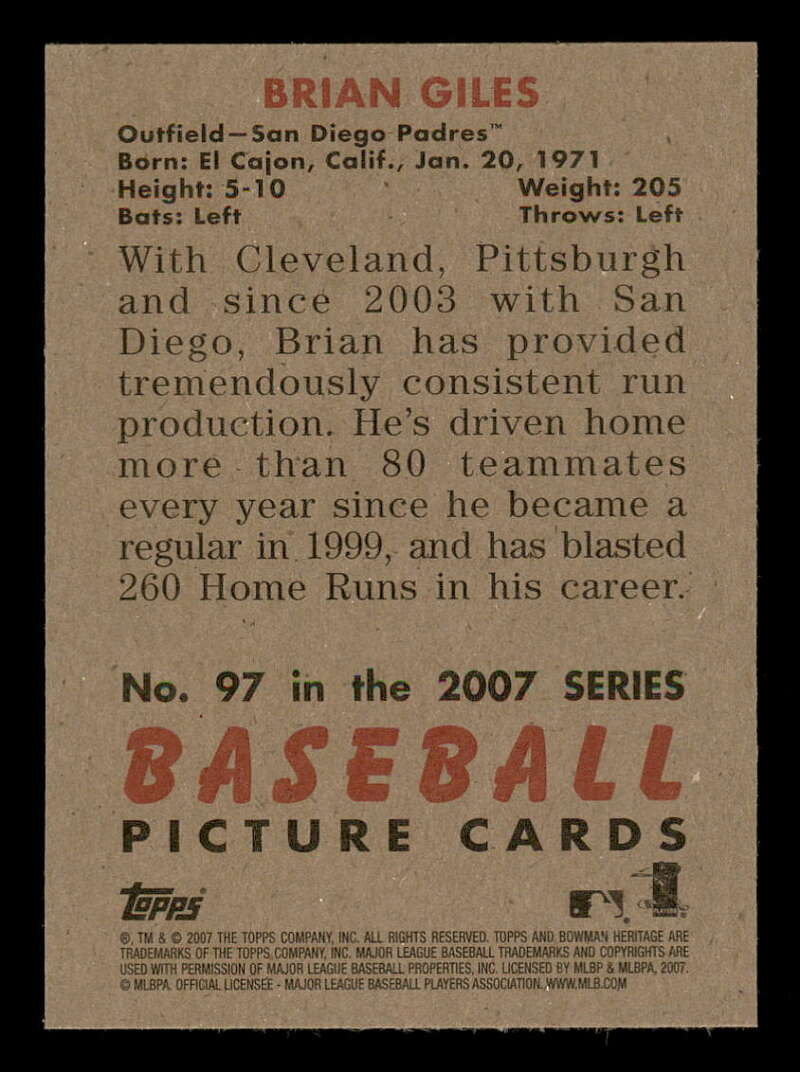 BRIAN GILES
Outfield—San Diego Padres™
Born: El Cajon, Calif., Jan. 20, 1971
Height: 5-10 Weight: 205
Bats: Left Throws: Left
With Cleveland, Pittsburgh
and since 2003 with San
Diego, Brian has provided
tremendously consistent run
production. He's driven home
more than 80 teammates
every year since he became a
regular in 1999, and has blasted
260 Home Runs in his career.
No. 97 in the 2007 SERIES
BASEBALL
PICTURE CARDS
Topps
®, TM & © 2007 THE TOPPS COMPANY, INC. ALL RIGHTS RESERVED. TOPPS AND BOWMAN HERITAGE ARE
TRADEMARKS OF THE TOPPS COMPANY, INC. MAJOR LEAGUE BASEBALL TRADEMARKS AND COPYRIGHTS ARE
USED WITH PERMISSION OF MAJOR LEAGUE BASEBALL PROPERTIES, INC. LICENSED BY MLBP & MLBPA, 2007.
© MLBPA. OFFICIAL LICENSEE - MAJOR LEAGUE BASEBALL PLAYERS ASSOCIATION. WWW.MLB.COM